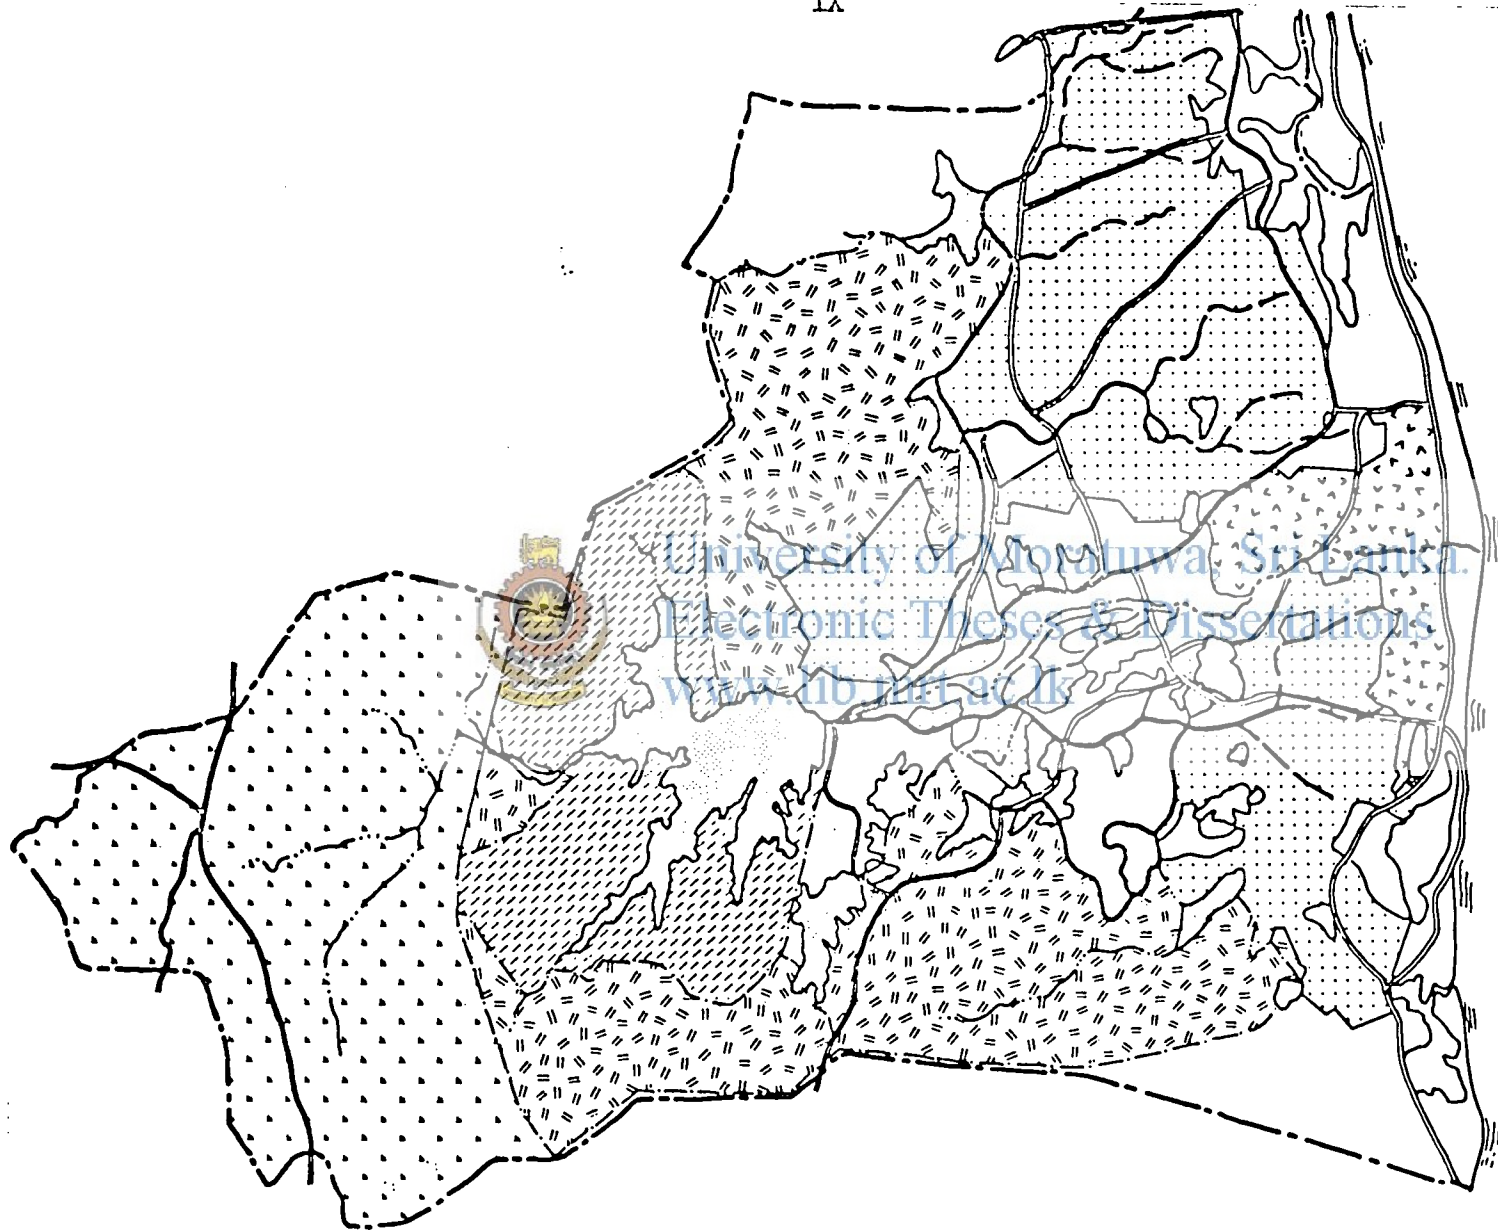 University of Moratuwa, Sri Lanka.
Electronic Theses & Dissertations
www.lib.mrt.ac.lk